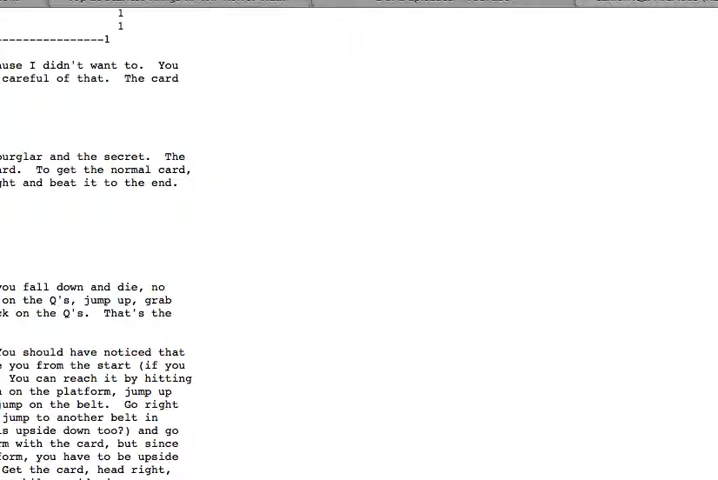 1
1
----------------1
use I didn't want to.  You
careful of that.  The card
burglar and the secret.  The
ard.  To get the normal card,
ght and beat it to the end.
you fall down and die, no
on the Q's, jump up, grab
ck on the Q's.  That's the
You should have noticed that
e you from the start (if you
You can reach it by hitting
on the platform, jump up
jump on the belt.  Go right
jump to another belt in
is upside down too?) and go
rm with the card, but since
form, you have to be upside
Get the card, head right,